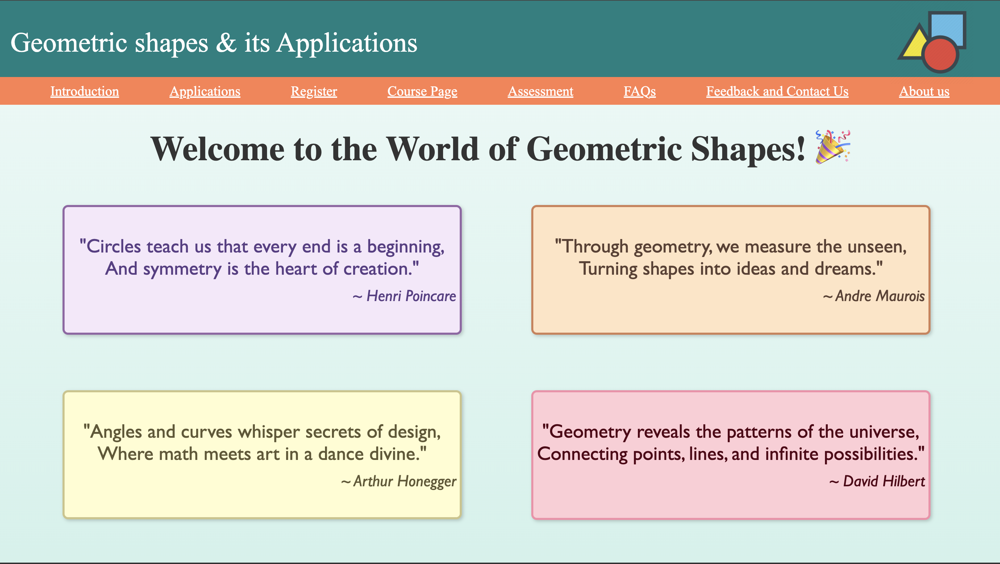 Geometric shapes & its Applications
Introduction Applications Register Course Page Assessment FAQs Feedback and Contact Us About us
Welcome to the World of Geometric Shapes! 🎉
"Circles teach us that every end is a beginning,
And symmetry is the heart of creation."
~ Henri Poincare
"Through geometry, we measure the unseen,
Turning shapes into ideas and dreams."
~ Andre Maurois
"Angles and curves whisper secrets of design,
Where math meets art in a dance divine."
~ Arthur Honegger
"Geometry reveals the patterns of the universe,
Connecting points, lines, and infinite possibilities."
~ David Hilbert